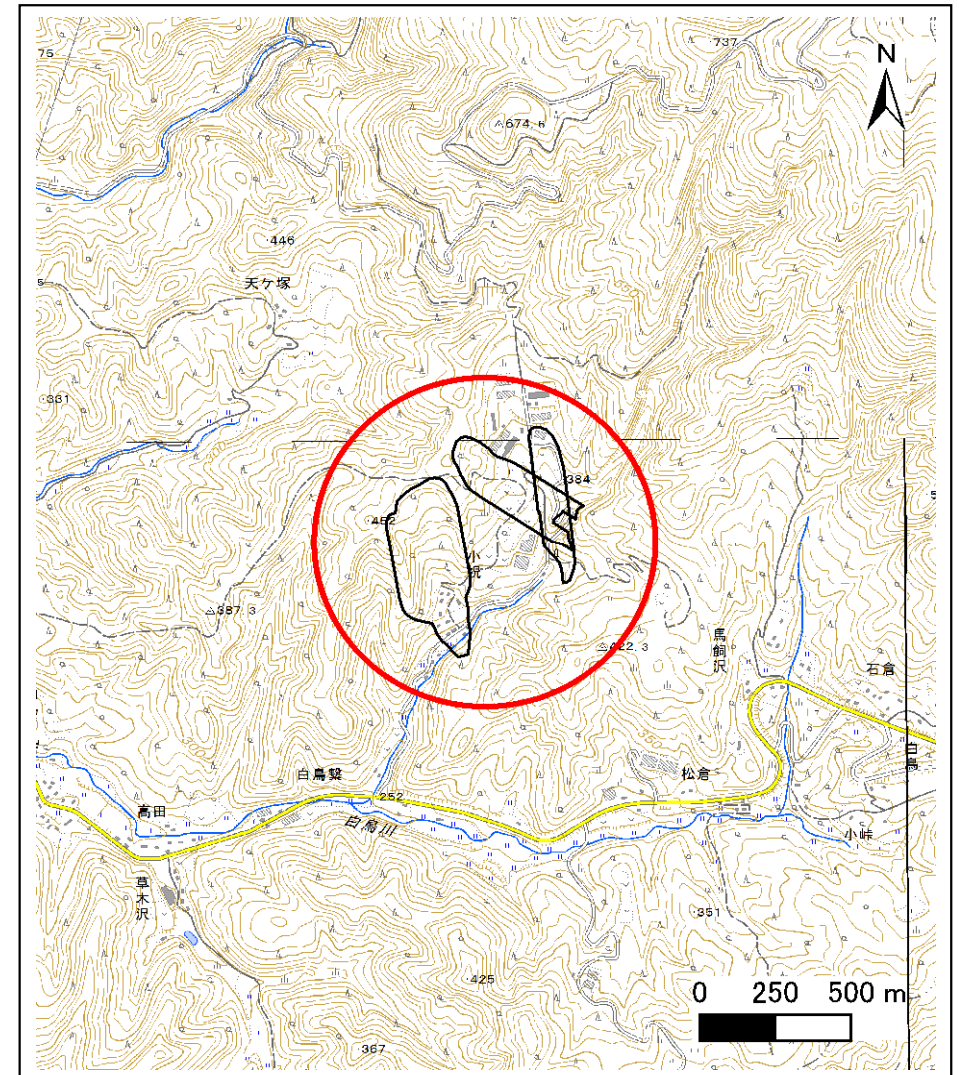 75
737
N
△674.6
・446
天ケ塚
・331
・384
・452
小
△387.3
△422.3
馬飼沢
石倉
白鳥
白鳥繋
松倉
・252
高田
白鳥川
小峠
草木沢
・351
・425
0 250 500 m
・367